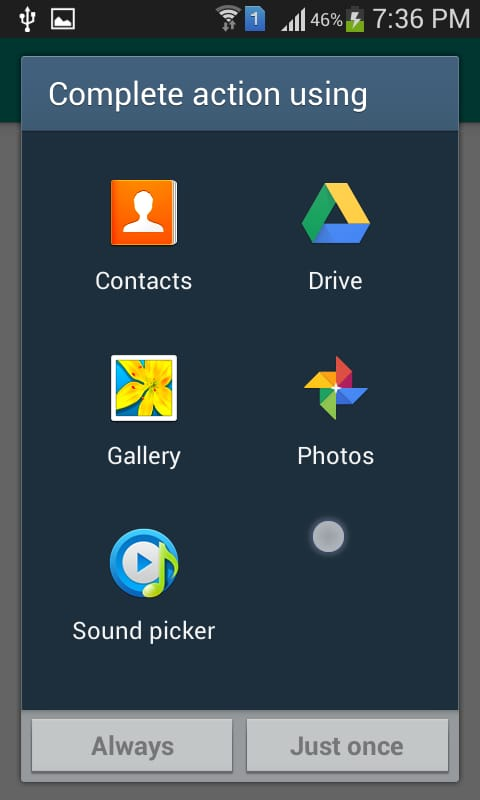 1 46% 7:36 PM
Complete action using
Contacts Drive
Gallery Photos
Sound picker
Always Just once